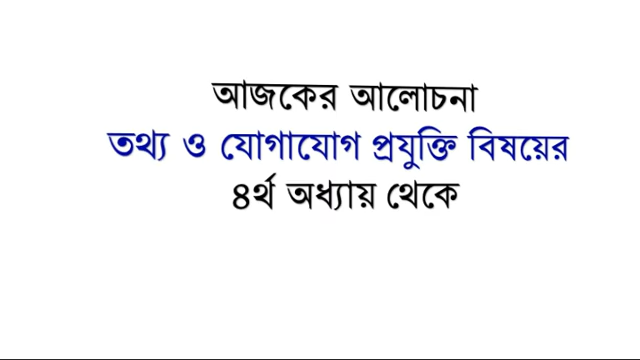 আজকের আলোচনা
তথ্য ও যোগাযোগ প্রযুক্তি বিষয়ের
৪র্থ অধ্যায় থেকে